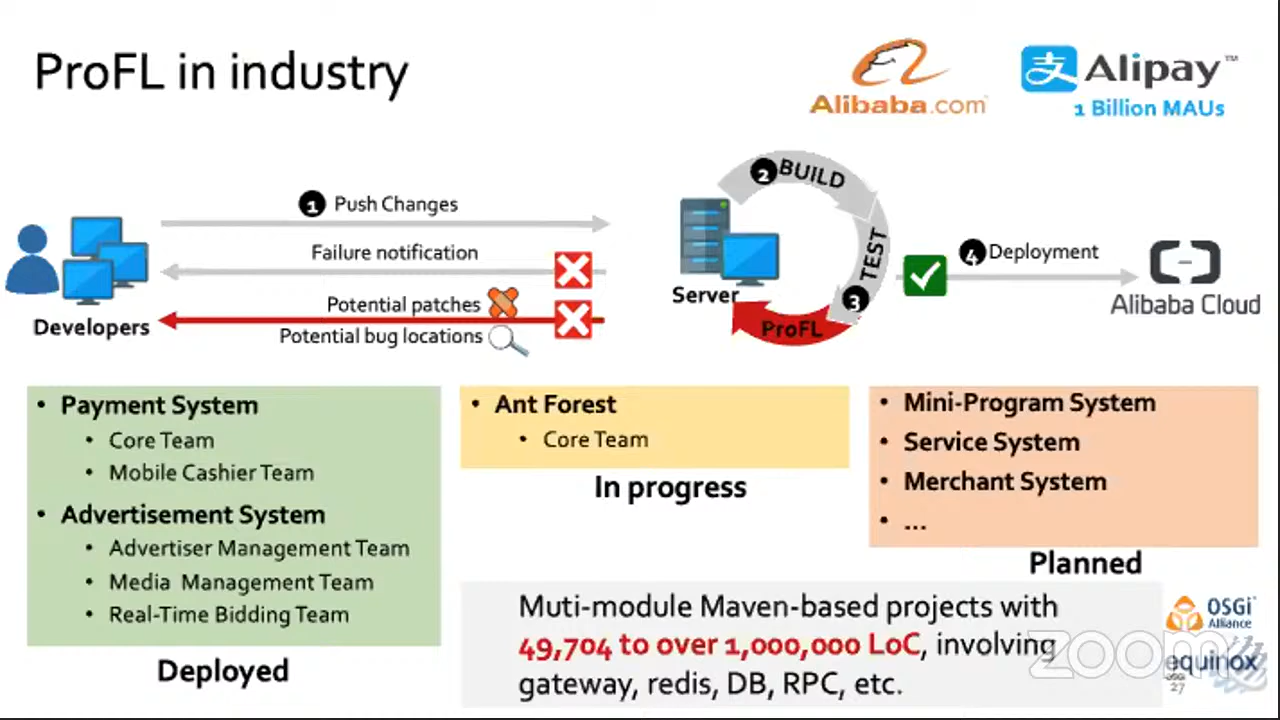 ProFL in industry
Alibaba.com
支 Alipay™
1 Billion MAUs
1 Push Changes
Failure notification
Potential patches
Potential bug locations
Developers
Server
2 BUILD
3 TEST
ProFL
4 Deployment
Alibaba Cloud
• Payment System
• Core Team
• Mobile Cashier Team
• Advertisement System
• Advertiser Management Team
• Media Management Team
• Real-Time Bidding Team
Deployed
• Ant Forest
• Core Team
In progress
• Mini-Program System
• Service System
• Merchant System
• ...
Planned
Muti-module Maven-based projects with
49,704 to over 1,000,000 LoC, involving
gateway, redis, DB, RPC, etc.
OSGi
Alliance
zoom
equinox
27